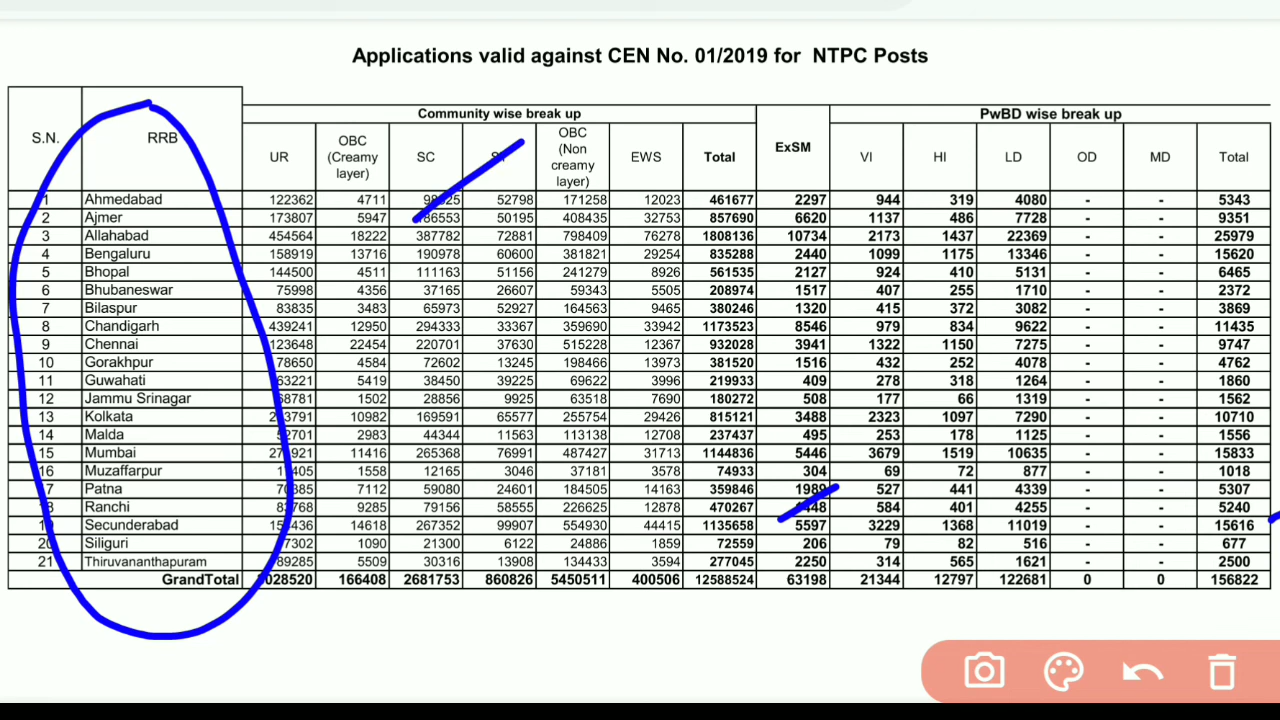 Applications valid against CEN No. 01/2019 for NTPC Posts
S.N. RRB Community wise break up ExSM PwBD wise break up
UR OBC (Creamy layer) SC OBC (Non creamy layer) EWS Total VI HI LD OD MD Total
1 Ahmedabad 122362 4711 52798 171258 12023 461677 2297 944 319 4080 - - 5343
2 Ajmer 173807 5947 186553 50195 408435 32753 857690 6620 1137 486 7728 - - 9351
3 Allahabad 454564 18222 387782 72881 798409 76278 1808136 10734 2173 1437 22369 - - 25979
4 Bengaluru 158919 13716 190978 60600 381821 29254 835288 2440 1099 1175 13346 - - 15620
5 Bhopal 144500 4511 111163 51156 241279 8926 561535 2127 924 410 5131 - - 6465
6 Bhubaneswar 75998 4356 37165 26607 59343 5505 208974 1517 407 255 1710 - - 2372
7 Bilaspur 83835 3483 65973 52927 164563 9465 380246 1320 415 372 3082 - - 3869
8 Chandigarh 439241 12950 294333 33367 359690 33942 1173523 8546 979 834 9622 - - 11435
9 Chennai 123648 22454 220701 37630 515228 12367 932028 3941 1322 1150 7275 - - 9747
10 Gorakhpur 78650 4584 72602 13245 198466 13973 381520 1516 432 252 4078 - - 4762
11 Guwahati 63221 5419 38450 39225 69622 3996 219933 409 278 318 1264 - - 1860
12 Jammu Srinagar 68781 1502 28856 9925 63518 7690 180272 508 177 66 1319 - - 1562
13 Kolkata 10982 169591 65577 255754 29426 815121 3488 2323 1097 7290 - - 10710
14 Malda 52701 2983 44344 11563 113138 12708 237437 495 253 178 1125 - - 1556
15 Mumbai 11416 265368 76991 487427 31713 1144836 5446 3679 1519 10635 - - 15833
16 Muzaffarpur 1558 12165 3046 37181 3578 74933 304 69 72 877 - - 1018
17 Patna 7112 59080 24601 184505 14163 359846 1989 527 441 4339 - - 5307
18 Ranchi 9285 79156 58555 226625 12878 470267 584 401 4255 - - 5240
19 Secunderabad 14618 267352 99907 554930 44415 1135658 5597 3229 1368 11019 - - 15616
20 Siliguri 1090 21300 6122 24886 1859 72559 206 79 82 516 - - 677
21 Thiruvananthapuram 89285 5509 30316 13908 134433 3594 277045 2250 314 565 1621 - - 2500
GrandTotal 3028520 166408 2681753 860826 5450511 400506 12588524 63198 21344 12797 122681 0 0 156822